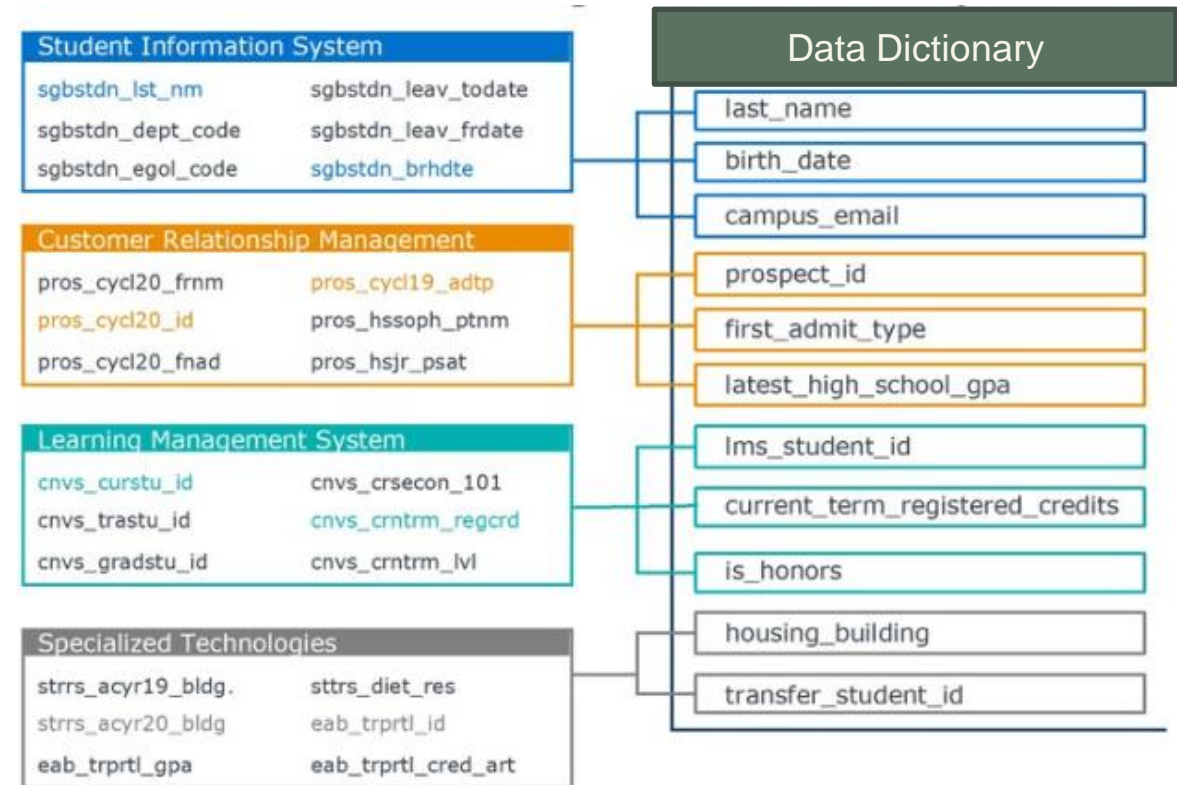 Data Dictionary
Student Information System
sgbstdn_lst_nm sgbstdn_leav_todate
sgbstdn_dept_code sgbstdn_leav_frdate
sgbstdn_egol_code sgbstdn_brhdte
last_name
birth_date
campus_email
Customer Relationship Management
pros_cycl20_frnm pros_cycl19_adtp
pros_cycl20_id pros_hssoph_ptnm
pros_cycl20_fnad pros_hsjr_psat
prospect_id
first_admit_type
latest_high_school_gpa
Learning Management System
cnvs_curstu_id cnvs_crsecon_101
cnvs_trastu_id cnvs_crntrm_regcrd
cnvs_gradstu_id cnvs_crntrm_lvl
lms_student_id
current_term_registered_credits
is_honors
Specialized Technologies
strrs_acyr19_bldg. sttrs_diet_res
strrs_acyr20_bldg eab_trprtl_id
eab_trprtl_gpa eab_trprtl_cred_art
housing_building
transfer_student_id